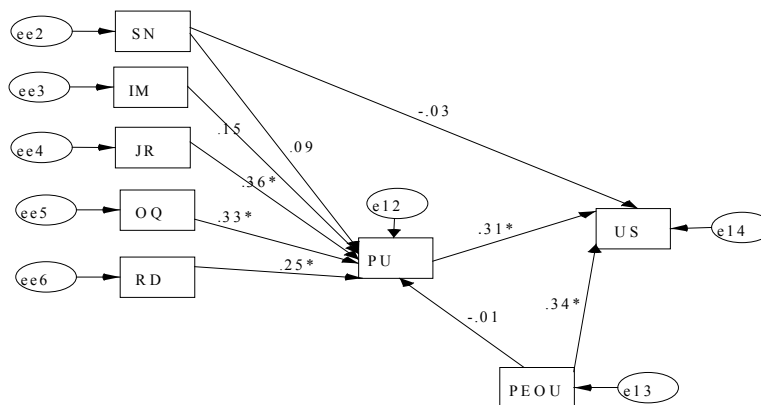 ee2
SN
ee3
IM
-.03
ee4
JR
.15
.09
.36*
ee5
OQ
.33*
e12
.31*
US
e14
ee6
RD
.25*
PU
-.01
.34*
PEOU
e13